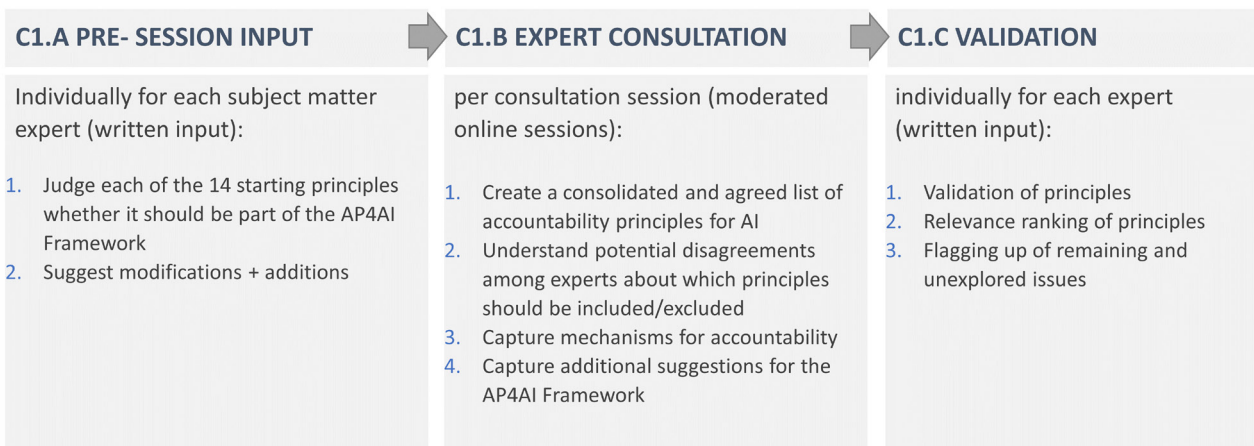 C1.A PRE- SESSION INPUT
Individually for each subject matter
expert (written input):
1. Judge each of the 14 starting principles
whether it should be part of the AP4AI
Framework
2. Suggest modifications + additions
C1.B EXPERT CONSULTATION
per consultation session (moderated
online sessions):
1. Create a consolidated and agreed list of
accountability principles for AI
2. Understand potential disagreements
among experts about which principles
should be included/excluded
3. Capture mechanisms for accountability
4. Capture additional suggestions for the
AP4AI Framework
C1.C VALIDATION
individually for each expert
(written input):
1. Validation of principles
2. Relevance ranking of principles
3. Flagging up of remaining and
unexplored issues